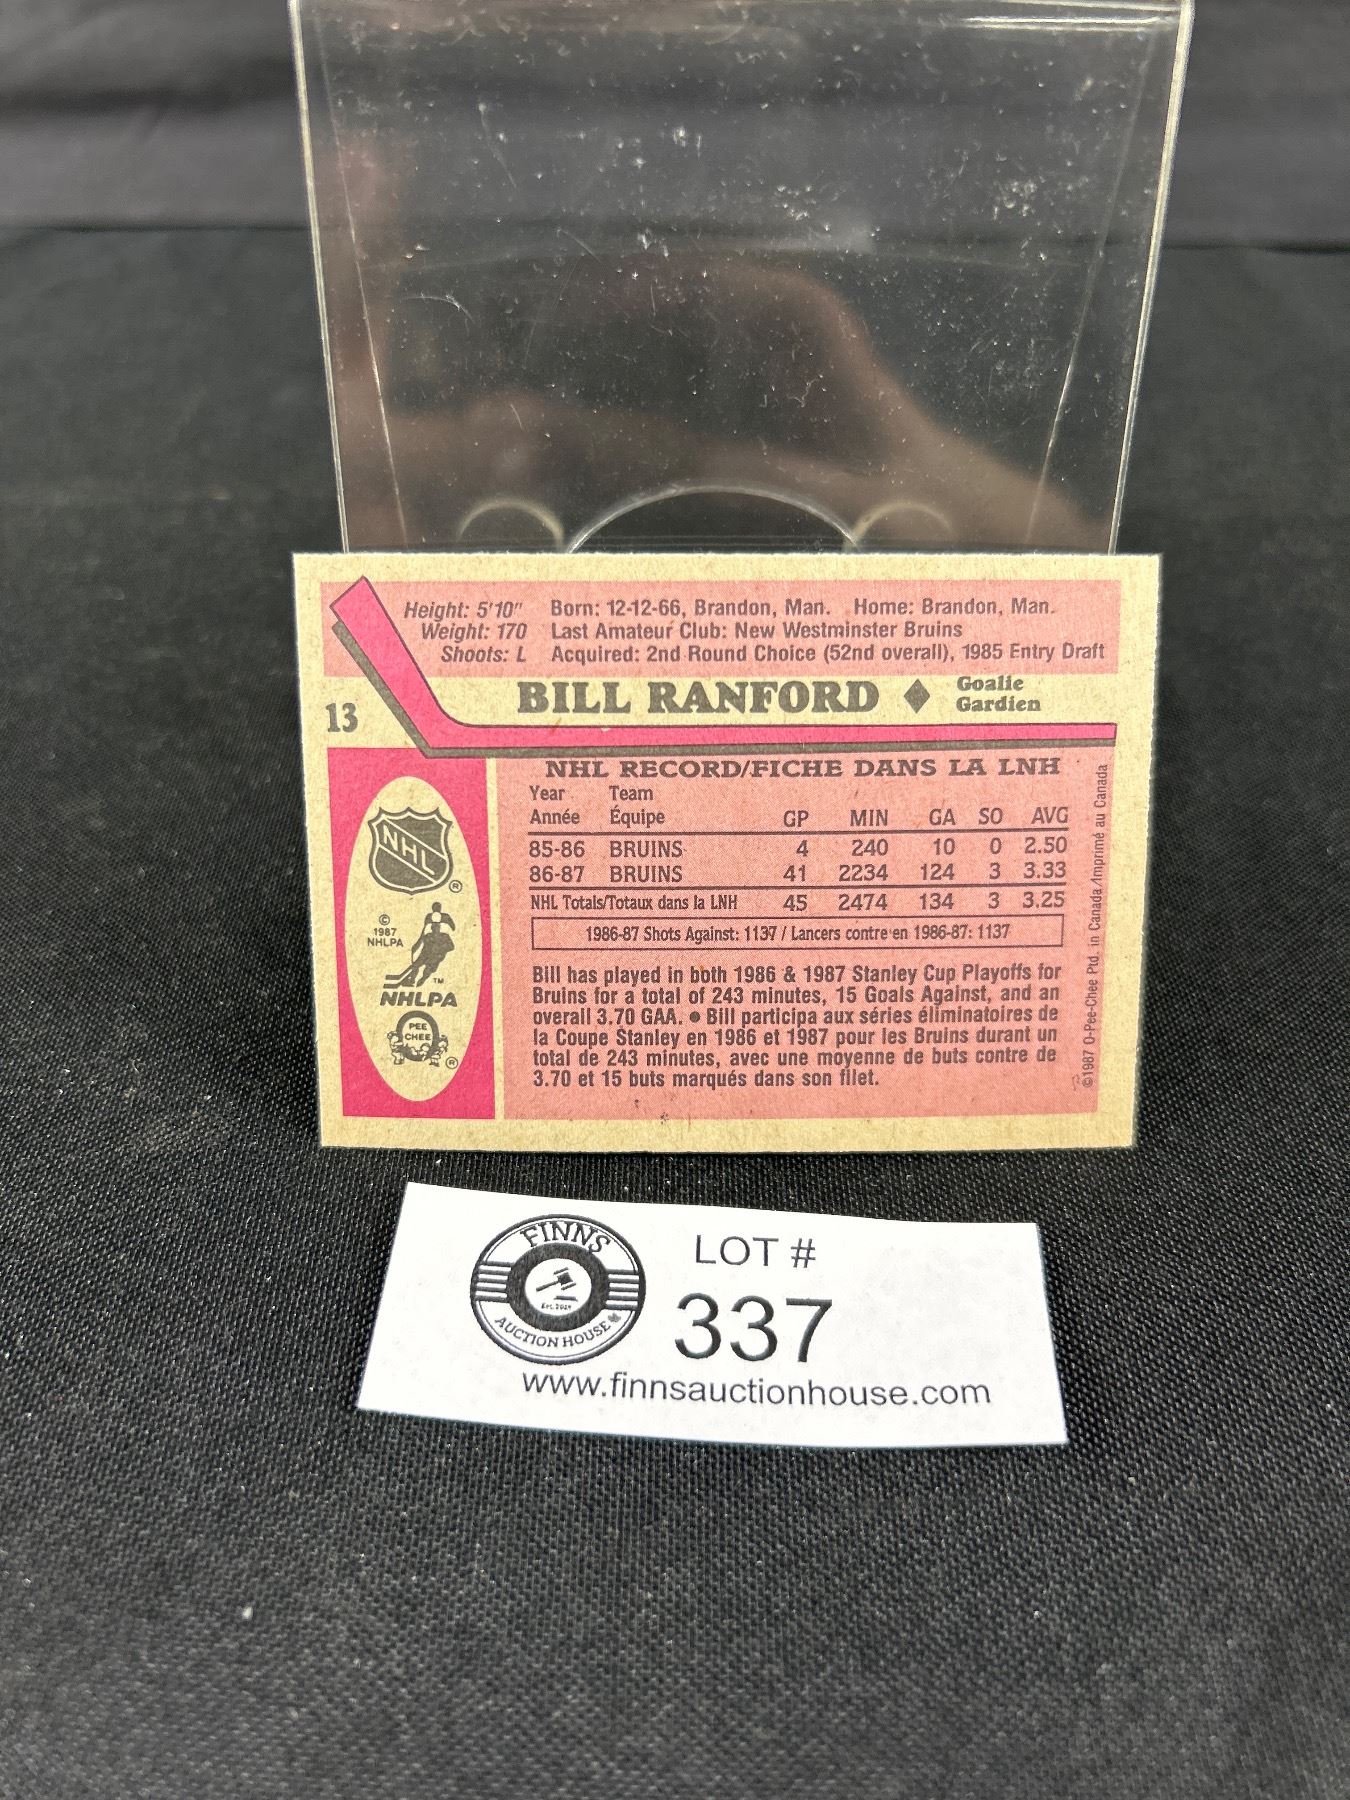 Height: 5'10" Born: 12-12-66, Brandon, Man. Home: Brandon, Man.
Weight: 170 Last Amateur Club: New Westminster Bruins
Shoots: L Acquired: 2nd Round Choice (52nd overall), 1985 Entry Draft
13
BILL RANFORD ♦ Goalie
Gardien
NHL RECORD/FICHE DANS LA LNH
Year Team
Année Équipe GP MIN GA SO AVG
85-86 BRUINS 4 240 10 0 2.50
86-87 BRUINS 41 2234 124 3 3.33
NHL Totals/Totaux dans la LNH 45 2474 134 3 3.25
1986-87 Shots Against: 1137 / Lancers contre en 1986-87: 1137
Bill has played in both 1986 & 1987 Stanley Cup Playoffs for
Bruins for a total of 243 minutes, 15 Goals Against, and an
overall 3.70 GAA. ● Bill participa aux séries éliminatoires de
la Coupe Stanley en 1986 et 1987 pour les Bruins durant un
total de 243 minutes, avec une moyenne de buts contre de
3.70 et 15 buts marqués dans son filet.
©1987 O-Pee-Chee Ptd. in Canada/Imprimé au Canada
NHL
®
©
1987
NHLPA
TM
NHLPA
PEE
CHEE
®
FINNS
AUCTION HOUSE
LOT #
337
www.finnsauctionhouse.com